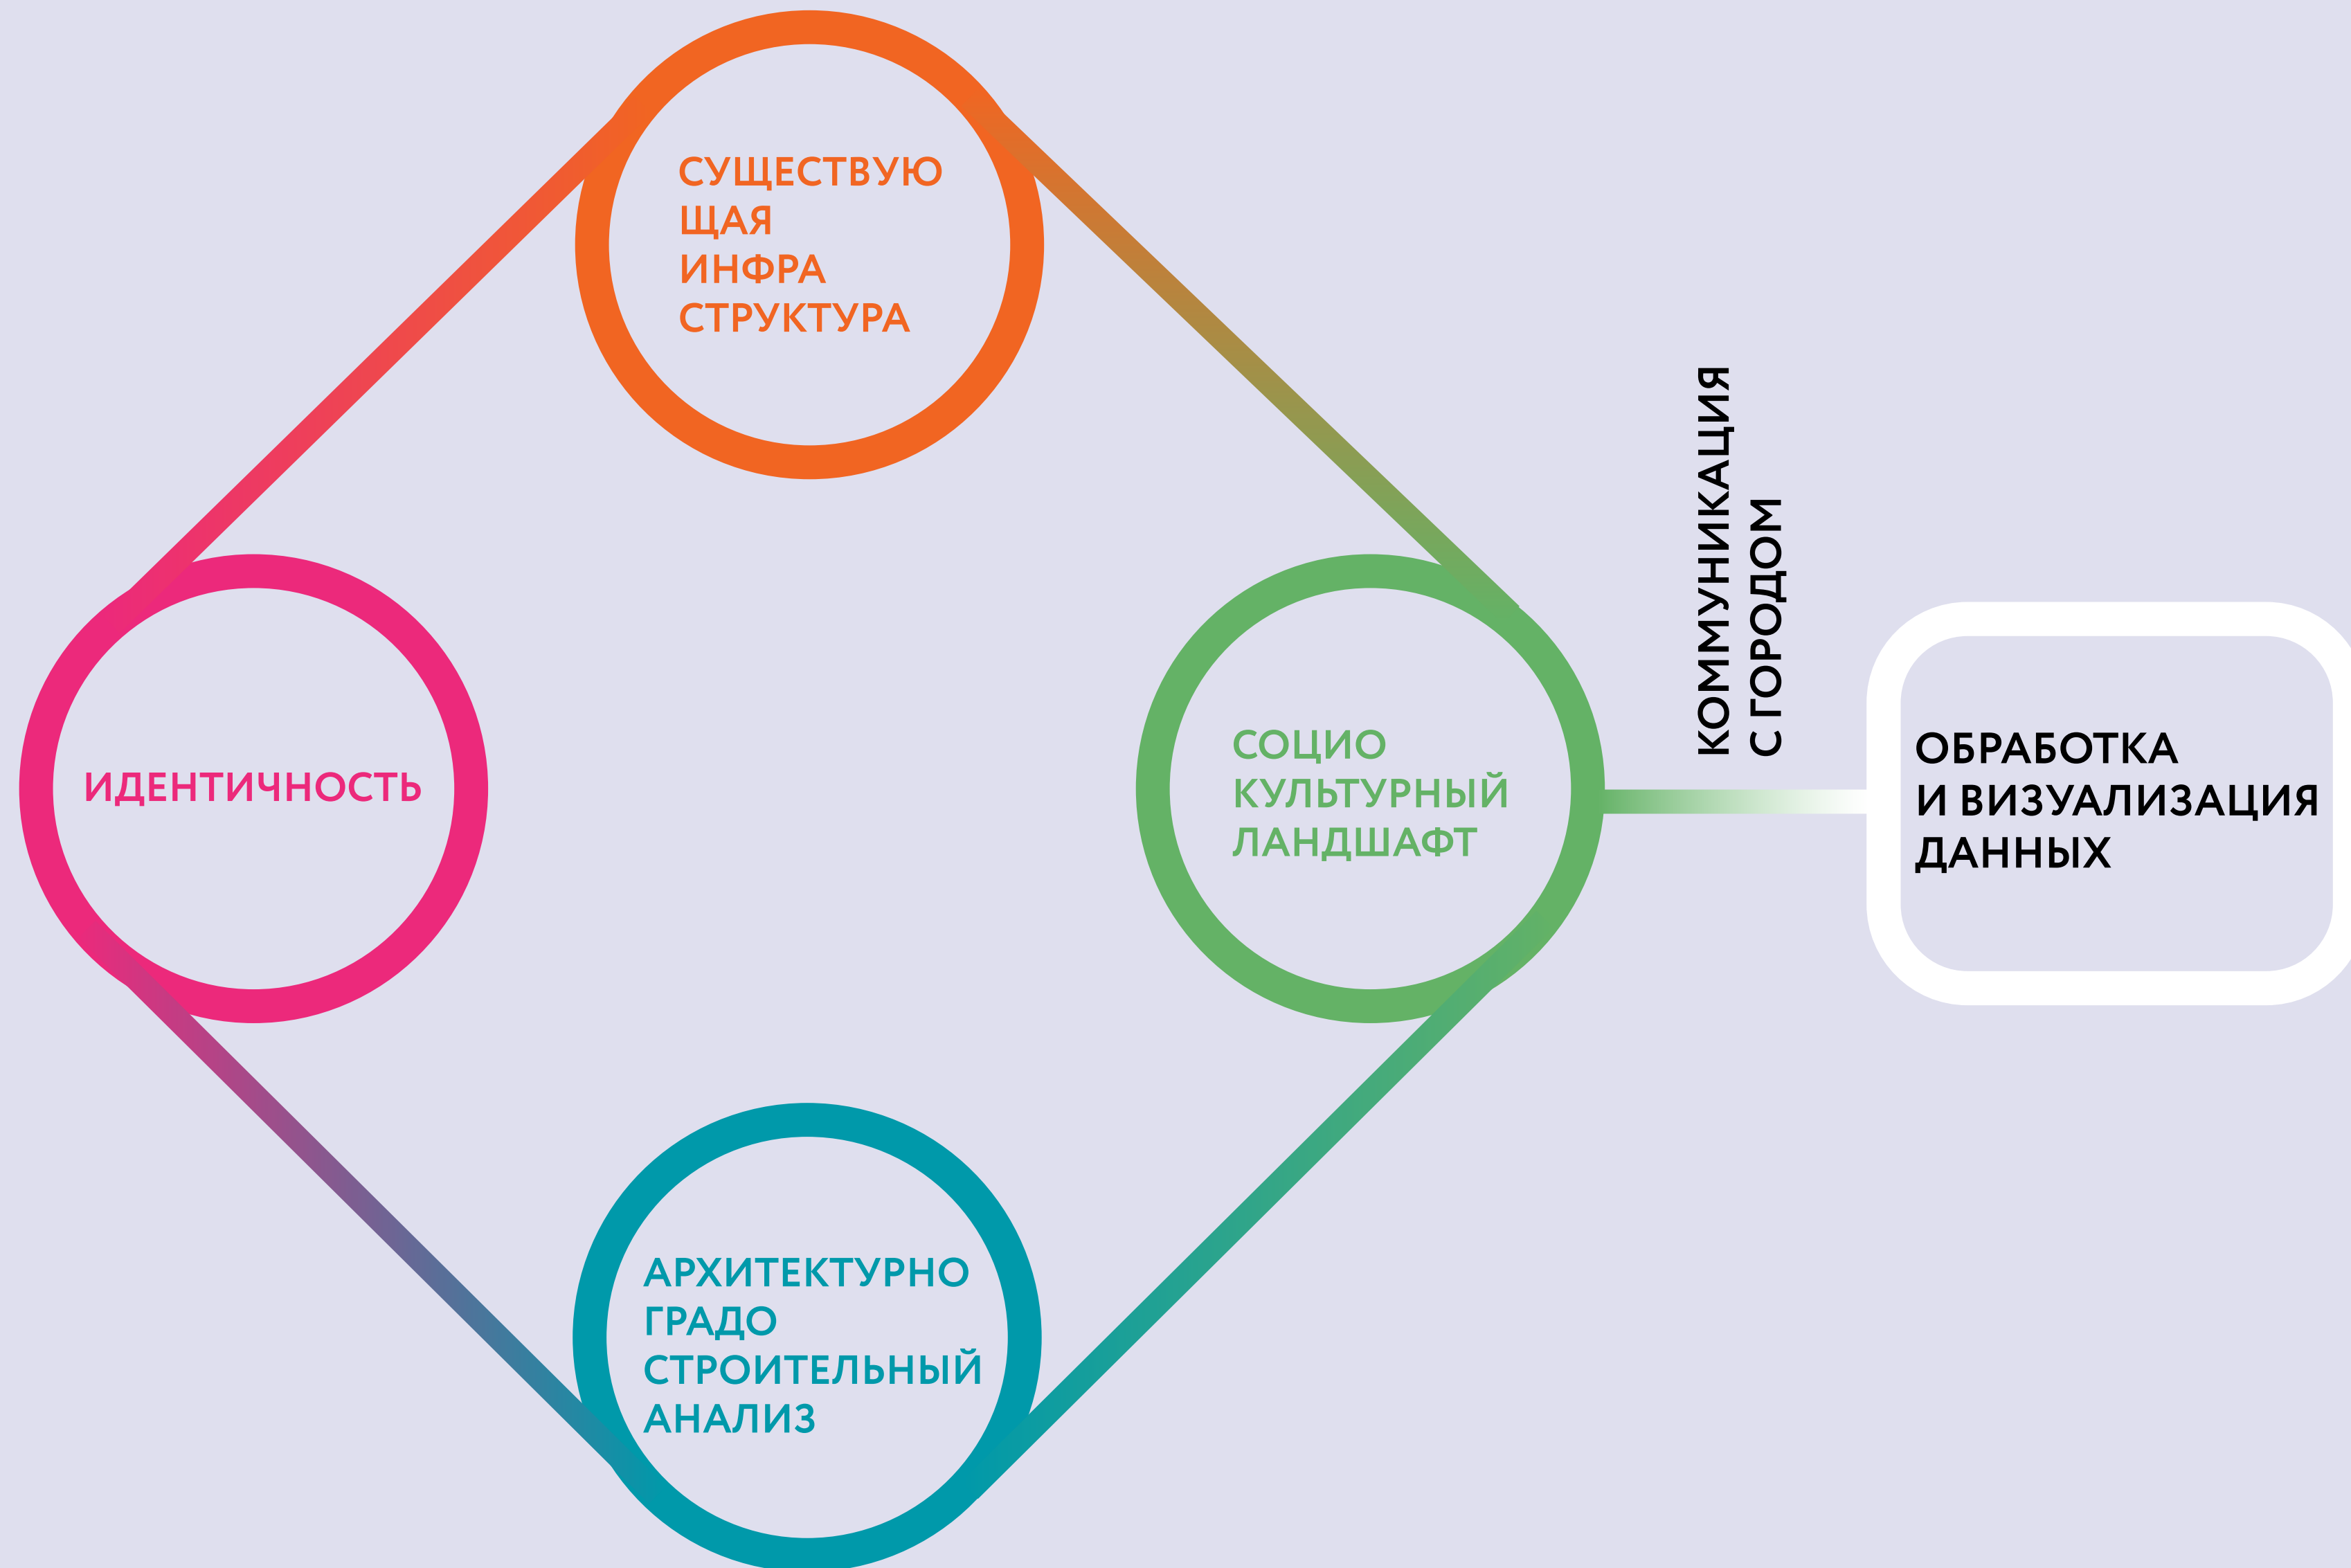 СУЩЕСТВУЮ
ЩАЯ
ИНФРА
СТРУКТУРА
ИДЕНТИЧНОСТЬ
СОЦИО
КУЛЬТУРНЫЙ
ЛАНДШАФТ
КОММУНИКАЦИЯ
С ГОРОДОМ
ОБРАБОТКА
И ВИЗУАЛИЗАЦИЯ
ДАННЫХ
АРХИТЕКТУРНО
ГРАДО
СТРОИТЕЛЬНЫЙ
АНАЛИЗ